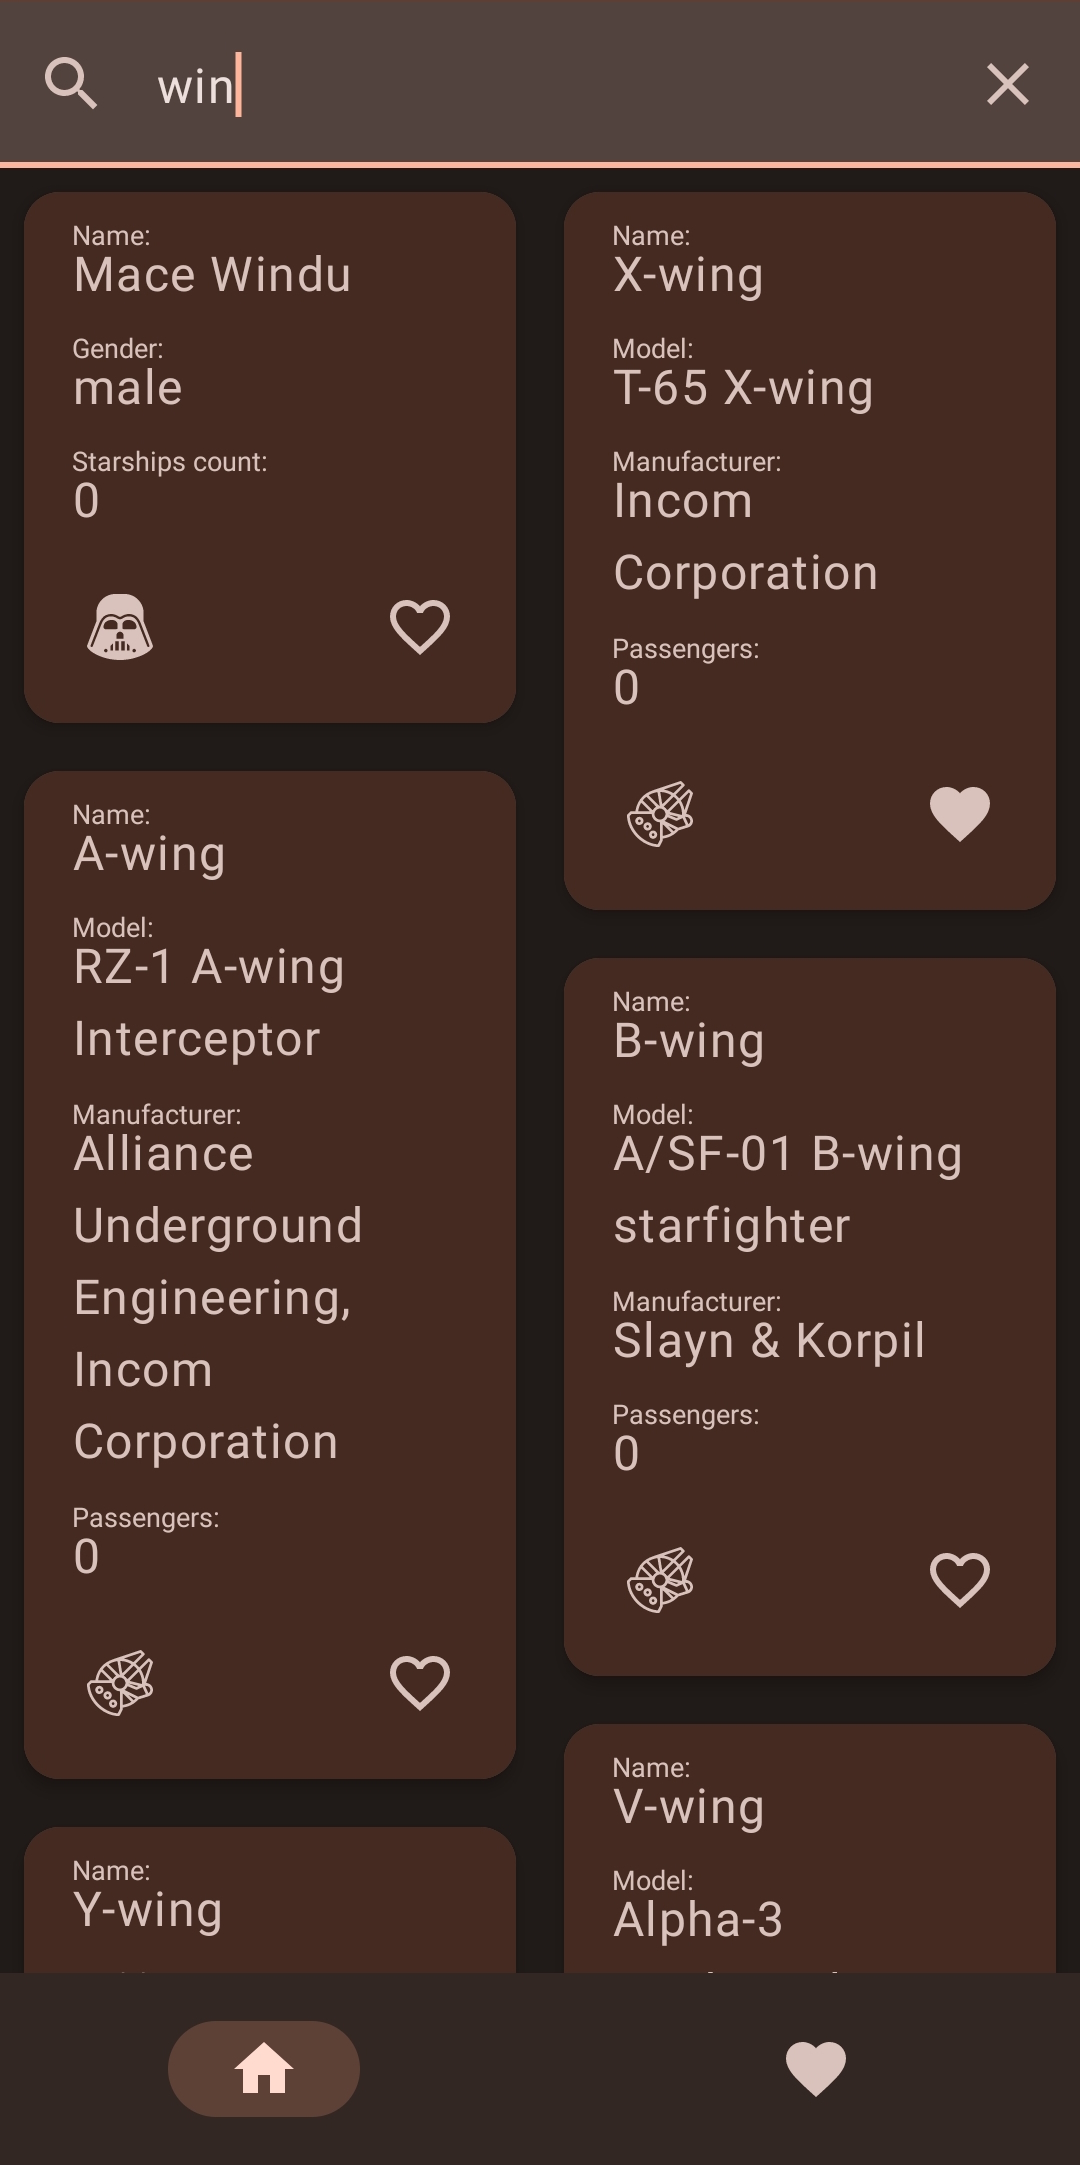 win
Name:
Mace Windu
Gender:
male
Starships count:
0
Name:
X-wing
Model:
T-65 X-wing
Manufacturer:
Incom
Corporation
Passengers:
0
Name:
A-wing
Model:
RZ-1 A-wing
Interceptor
Manufacturer:
Alliance
Underground
Engineering,
Incom
Corporation
Passengers:
0
Name:
B-wing
Model:
A/SF-01 B-wing
starfighter
Manufacturer:
Slayn & Korpil
Passengers:
0
Name:
Y-wing
Name:
V-wing
Model:
Alpha-3